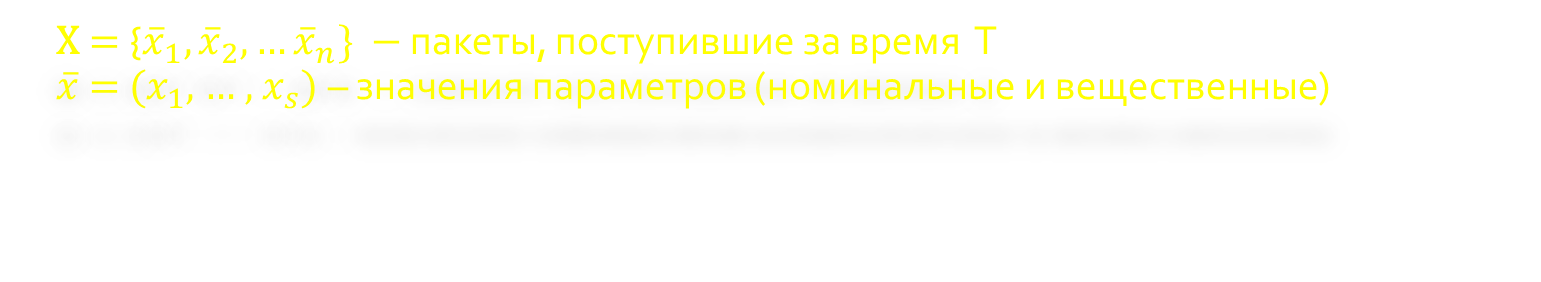 X = {x̄₁, x̄₂, … x̄ₙ} — пакеты, поступившие за время T
x̄ = (x₁, … , xₛ) – значения параметров (номинальные и вещественные)